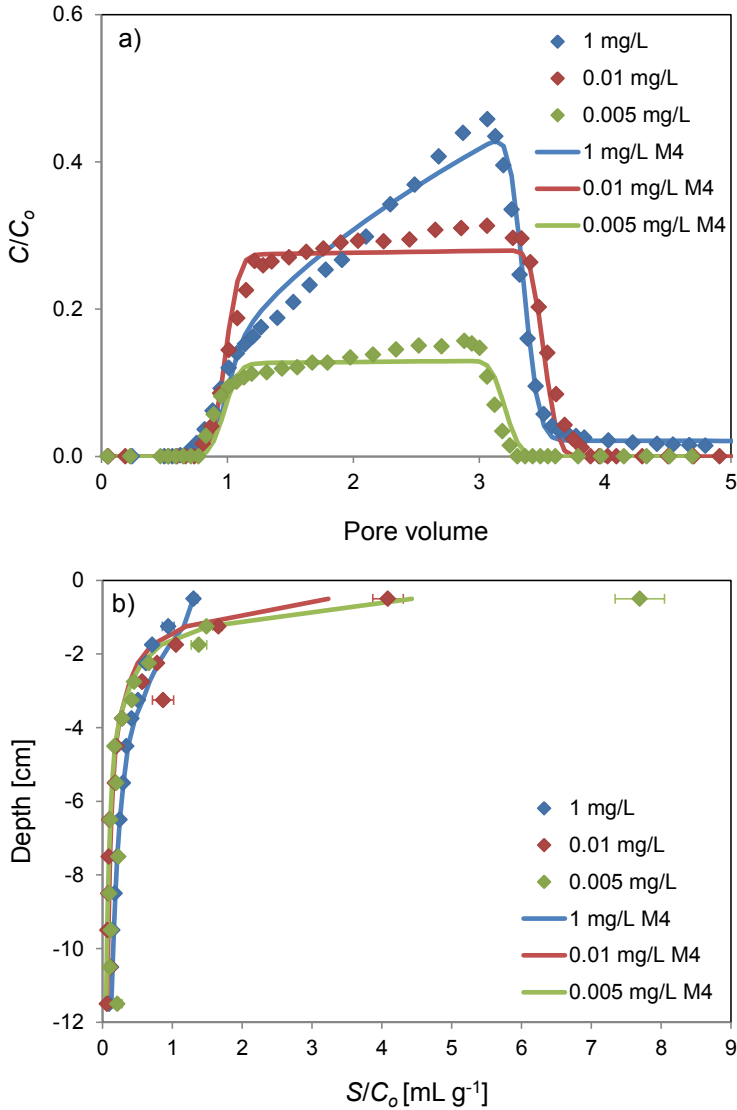 a)
0.6
0.4
0.2
0.0
C/Co
1 mg/L
0.01 mg/L
0.005 mg/L
1 mg/L M4
0.01 mg/L M4
0.005 mg/L M4
0 1 2 3 4 5
Pore volume
b)
0
-2
-4
-6
-8
-10
-12
Depth [cm]
1 mg/L
0.01 mg/L
0.005 mg/L
1 mg/L M4
0.01 mg/L M4
0.005 mg/L M4
0 1 2 3 4 5 6 7 8 9
S/Co [mL g-1]